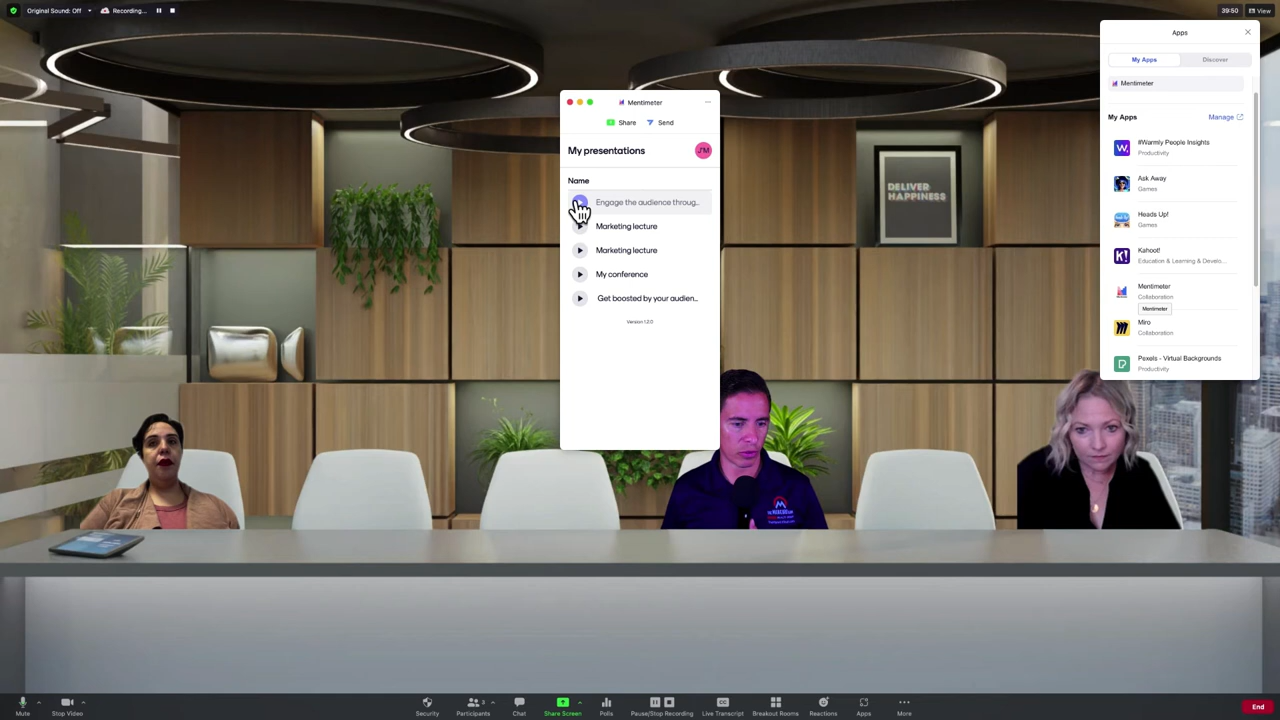 Original Sound: Off
Recording...
39:50
View
Apps
My Apps
Discover
Mentimeter
My Apps
Manage
#Warmly People Insights
Productivity
Ask Away
Games
Heads Up!
Games
Kahoot!
Education & Learning & Develo...
Mentimeter
Collaboration
Mentimeter
Miro
Collaboration
Pexels - Virtual Backgrounds
Productivity
Mentimeter
Share
Send
My presentations
J'M
Name
Engage the audience throug...
Marketing lecture
Marketing lecture
My conference
Get boosted by your audien...
Version 1.2.0
DELIVER
HAPPINESS
Mute
Stop Video
Security
Participants
3
Chat
Share Screen
Polls
Pause/Stop Recording
CC
Live Transcript
Breakout Rooms
Reactions
Apps
More
End